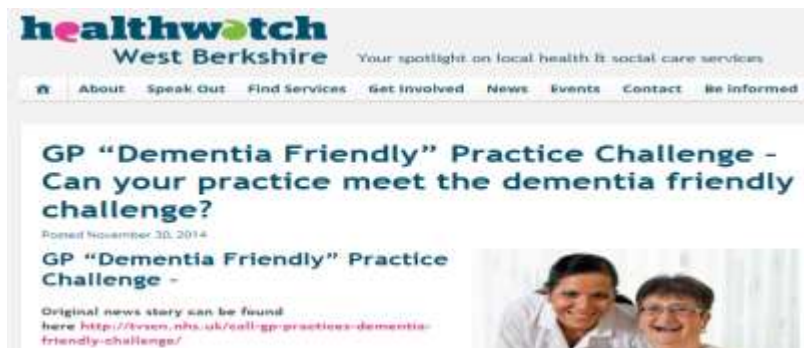 healthwatch
West Berkshire
Your spotlight on local health & social care services
About Speak Out Find Services Get Involved News Events Contact Be informed
GP “Dementia Friendly” Practice Challenge -
Can your practice meet the dementia friendly
challenge?
Posted November 30, 2014
GP “Dementia Friendly” Practice
Challenge -
Original news story can be found
here http://tvscn.nhs.uk/call-gp-practices-dementia-
friendly-challenge/